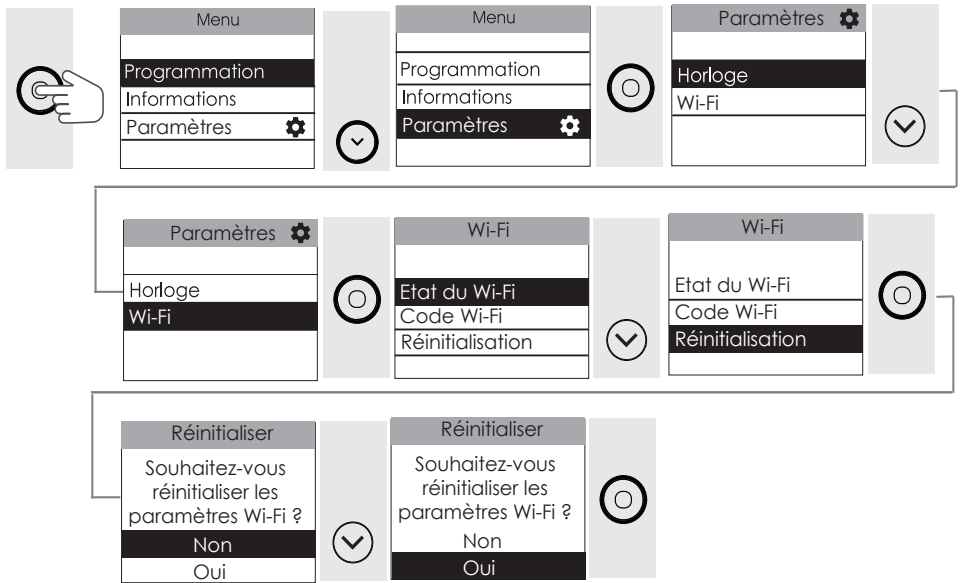 Menu
Programmation
Informations
Paramètres
Menu
Programmation
Informations
Paramètres
Paramètres
Horloge
Wi-Fi
Paramètres
Horloge
Wi-Fi
Wi-Fi
Etat du Wi-Fi
Code Wi-Fi
Réinitialisation
Wi-Fi
Etat du Wi-Fi
Code Wi-Fi
Réinitialisation
Réinitialiser
Souhaitez-vous
réinitialiser les
paramètres Wi-Fi ?
Non
Oui
Réinitialiser
Souhaitez-vous
réinitialiser les
paramètres Wi-Fi ?
Non
Oui